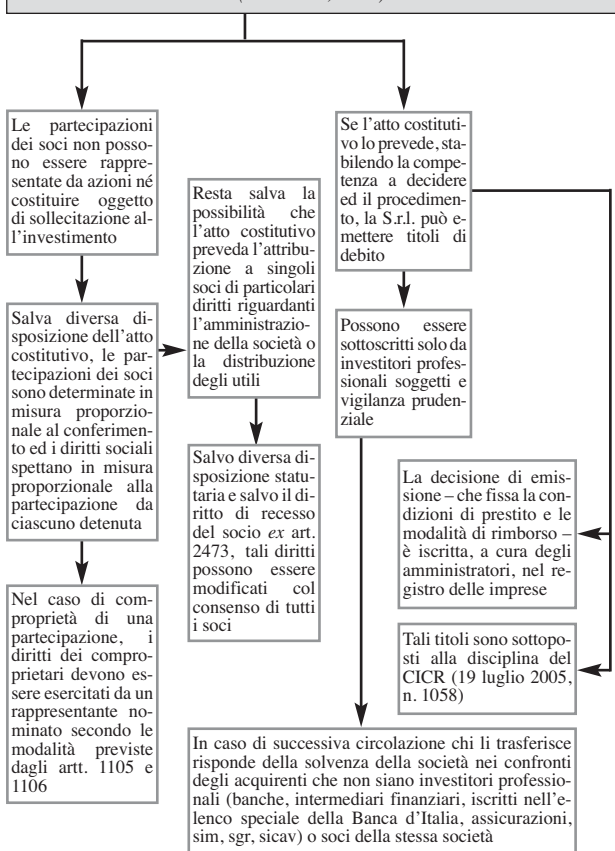 Le partecipazioni
dei soci non posso-
no essere rappre-
sentate da azioni né
costituire oggetto
di sollecitazione al-
l'investimento
Salva diversa di-
sposizione dell'atto
costitutivo, le par-
tecipazioni dei soci
sono determinate in
misura proporzio-
nale al conferimen-
to ed i diritti sociali
spettano in misura
proporzionale alla
partecipazione da
ciascuno detenuta
Nel caso di com-
proprietà di una
partecipazione, i
diritti dei compro-
prietari devono es-
sere esercitati da un
rappresentante no-
minato secondo le
modalità previste
dagli artt. 1105 e
1106
Resta salva la
possibilità che
l'atto costitutivo
preveda l'attribu-
zione a singoli
soci di particolari
diritti riguardanti
l'amministrazio-
ne della società o
la distribuzione
degli utili
Salvo diversa di-
sposizione statu-
taria e salvo il di-
ritto di recesso
del socio ex art.
2473, tali diritti
possono essere
modificati col
consenso di tutti
i soci
Se l'atto costituti-
vo lo prevede, sta-
bilendo la compe-
tenza a decidere
ed il procedimen-
to, la S.r.l. può e-
mettere titoli di
debito
Possono essere
sottoscritti solo da
investitori profes-
sionali soggetti e
vigilanza pruden-
ziale
La decisione di emis-
sione – che fissa la con-
dizioni di prestito e le
modalità di rimborso –
è iscritta, a cura degli
amministratori, nel re-
gistro delle imprese
Tali titoli sono sottopo-
sti alla disciplina del
CICR (19 luglio 2005,
n. 1058)
In caso di successiva circolazione chi li trasferisce
risponde della solvenza della società nei confronti
degli acquirenti che non siano investitori professio-
nali (banche, intermediari finanziari, iscritti nell'e-
lenco speciale della Banca d'Italia, assicurazioni,
sim, sgr, sicav) o soci della stessa società